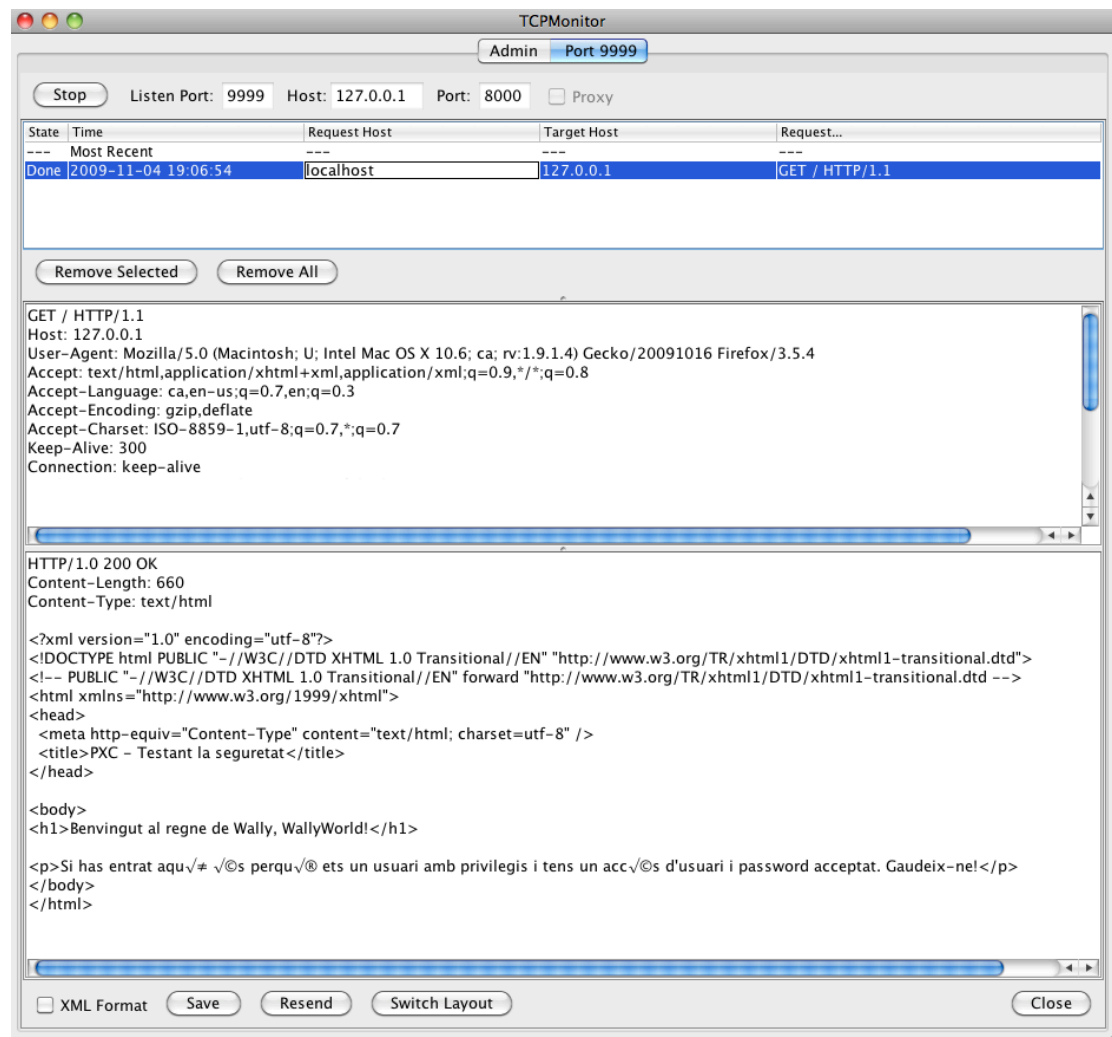 TCPMonitor
Admin Port 9999
Stop Listen Port: 9999 Host: 127.0.0.1 Port: 8000 Proxy
State Time Request Host Target Host Request...
--- Most Recent --- --- ---
Done 2009-11-04 19:06:54 localhost 127.0.0.1 GET / HTTP/1.1
Remove Selected Remove All
GET / HTTP/1.1
Host: 127.0.0.1
User-Agent: Mozilla/5.0 (Macintosh; U; Intel Mac OS X 10.6; ca; rv:1.9.1.4) Gecko/20091016 Firefox/3.5.4
Accept: text/html,application/xhtml+xml,application/xml;q=0.9,*/*;q=0.8
Accept-Language: ca,en-us;q=0.7,en;q=0.3
Accept-Encoding: gzip,deflate
Accept-Charset: ISO-8859-1,utf-8;q=0.7,*;q=0.7
Keep-Alive: 300
Connection: keep-alive
HTTP/1.0 200 OK
Content-Length: 660
Content-Type: text/html
<?xml version="1.0" encoding="utf-8"?>
<!DOCTYPE html PUBLIC "-//W3C//DTD XHTML 1.0 Transitional//EN" "http://www.w3.org/TR/xhtml1/DTD/xhtml1-transitional.dtd">
<!-- PUBLIC "-//W3C//DTD XHTML 1.0 Transitional//EN" forward "http://www.w3.org/TR/xhtml1/DTD/xhtml1-transitional.dtd -->
<html xmlns="http://www.w3.org/1999/xhtml">
<head>
<meta http-equiv="Content-Type" content="text/html; charset=utf-8" />
<title>PXC - Testant la seguretat</title>
</head>
<body>
<h1>Benvingut al regne de Wally, WallyWorld!</h1>
<p>Si has entrat aqu√≠ √©s perqu√® ets un usuari amb privilegis i tens un acc√©s d'usuari i password acceptat. Gaudeix-ne!</p>
</body>
</html>
XML Format Save Resend Switch Layout Close